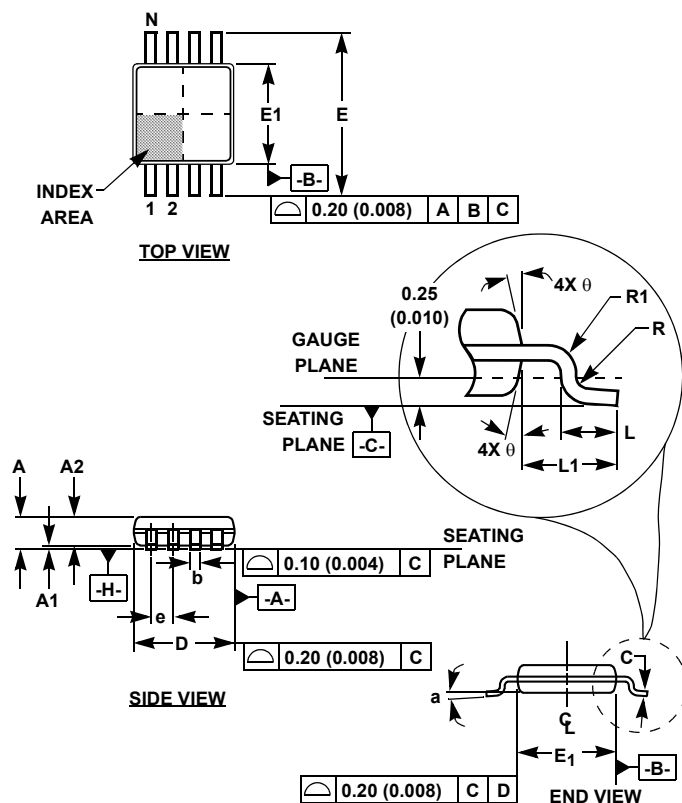 N
E1
E
-B-
INDEX
AREA
1 2
⌓ 0.20 (0.008) A B C
TOP VIEW
4X θ
0.25
(0.010)
R1
R
GAUGE
PLANE
SEATING
PLANE
-C-
4X θ
L
L1
A
A2
SEATING
PLANE
A1
-H-
b
⌓ 0.10 (0.004) C
e
-A-
D
⌓ 0.20 (0.008) C
SIDE VIEW
C
a
CL
E1
-B-
⌓ 0.20 (0.008) C D
END VIEW